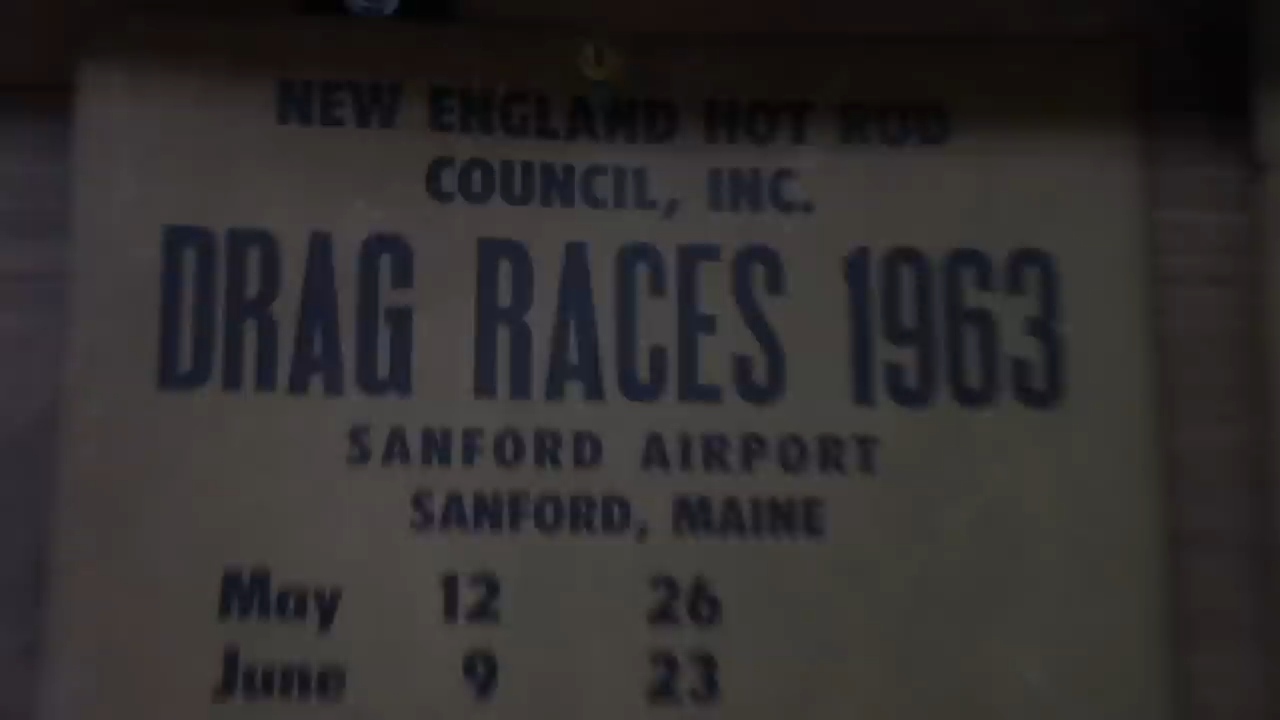 NEW ENGLAND HOT ROD
COUNCIL, INC.
DRAG RACES 1963
SANFORD AIRPORT
SANFORD, MAINE
May 12 26
June 9 23